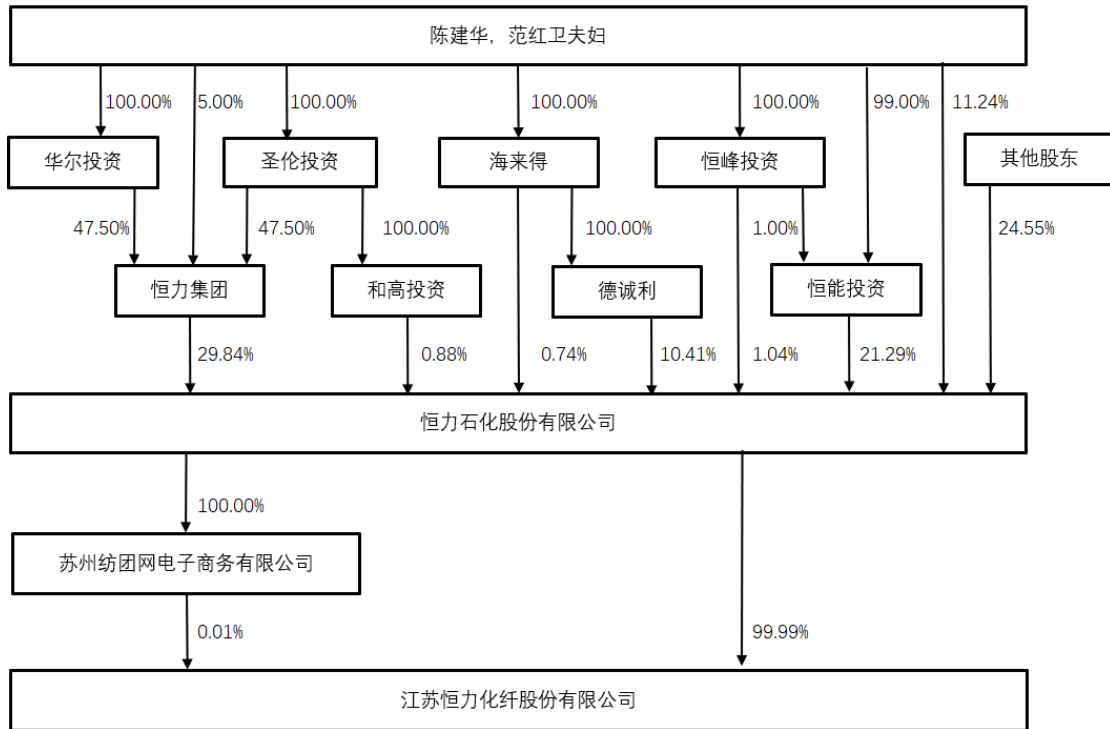 陈建华，范红卫夫妇
100.00% 5.00% 100.00% 100.00% 100.00% 99.00% 11.24%
华尔投资 圣伦投资 海来得 恒峰投资 其他股东
47.50% 47.50% 100.00% 100.00% 1.00% 24.55%
恒力集团 和高投资 德诚利 恒能投资
29.84% 0.88% 0.74% 10.41% 1.04% 21.29%
恒力石化股份有限公司
100.00%
苏州纺团网电子商务有限公司
0.01% 99.99%
江苏恒力化纤股份有限公司